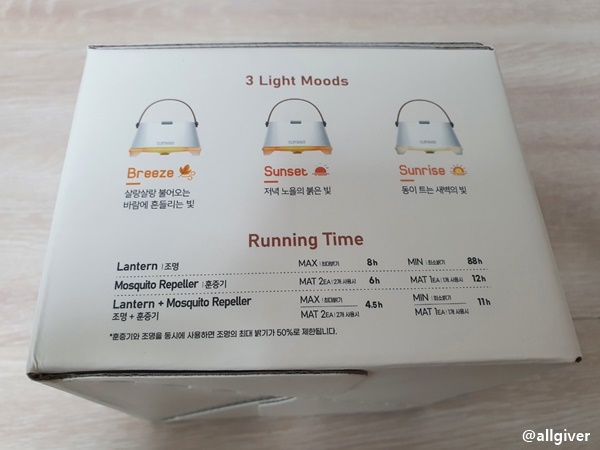 3 Light Moods
Breeze
살랑살랑 불어오는
바람에 흔들리는 빛
Sunset
저녁 노을의 붉은 빛
Sunrise
동이 트는 새벽의 빛
Running Time
Lantern | 조명 MAX | 최대밝기 8h MIN | 최소밝기 88h
Mosquito Repeller | 훈증기 MAT 2EA | 2개 사용시 6h MAT 1EA | 1개 사용시 12h
Lantern + Mosquito Repeller
조명 + 훈증기
MAX | 최대밝기
MAT 2EA | 2개 사용시
4.5h
MIN | 최소밝기
MAT 1EA | 1개 사용시
11h
*훈증기와 조명을 동시에 사용하면 조명의 최대 밝기가 50%로 제한됩니다.
@allgiver